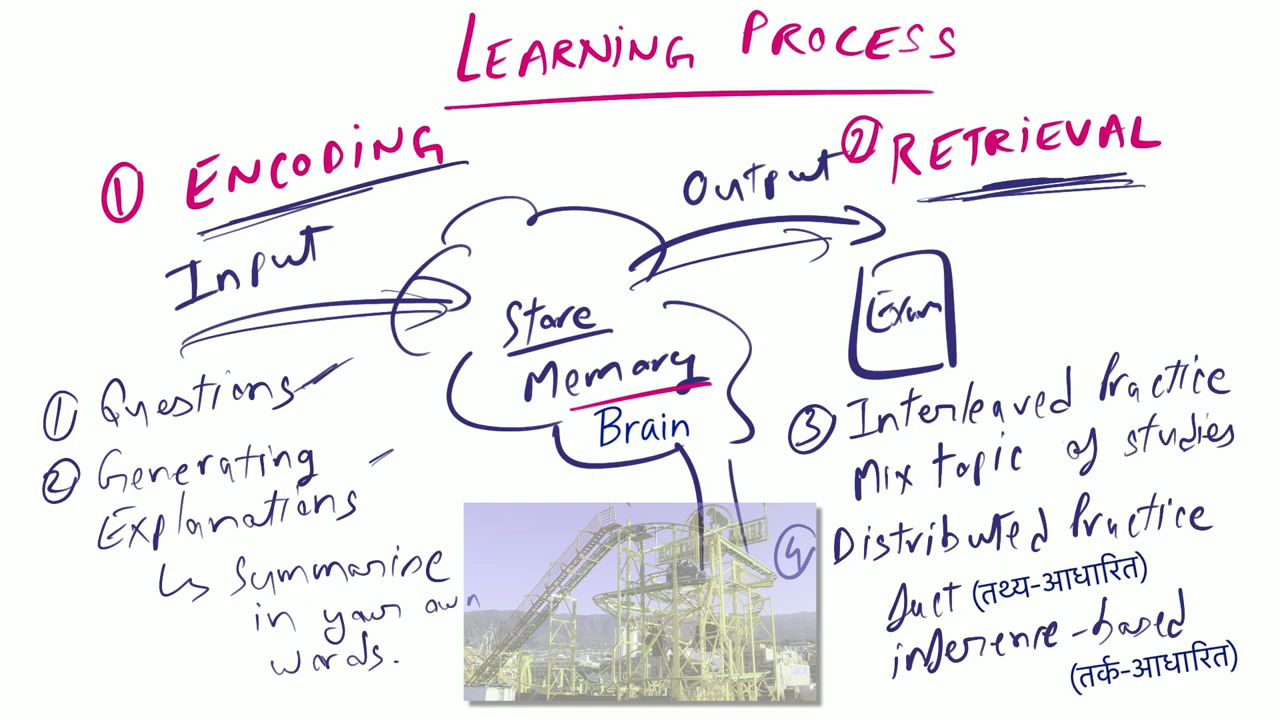 LEARNING PROCESS
① ENCODING
② RETRIEVAL
Input
Output
Store
Memory
Brain
Exam
① Questions
② Generating
Explanations
↳ Summarise
in your own
words.
③ Interleaved Practice
Mix topic of studies
④ Distributed Practice
(तथ्य-आधारित)
inference-based
(तर्क-आधारित)